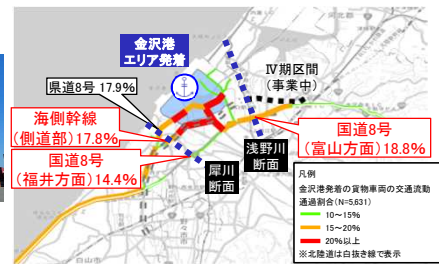 金沢港
エリア発着
県道8号 17.9%
海側幹線
(側道部)17.8%
国道8号
(福井方面)14.4%
Ⅳ期区間
(事業中)
国道8号
(富山方面)18.8%
浅野川
断面
犀川
断面
凡例
金沢港発着の貨物車両の交通流動
通過割合(N=5,631)
10~15%
15~20%
20%以上
※北陸道は白抜き線で表示
白山市